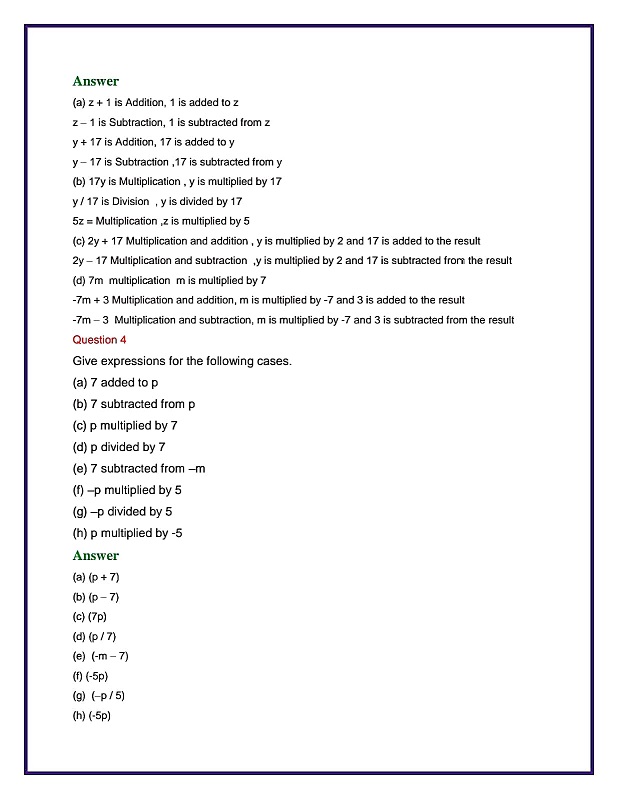 Answer
(a) z + 1 is Addition, 1 is added to z
z – 1 is Subtraction, 1 is subtracted from z
y + 17 is Addition, 17 is added to y
y – 17 is Subtraction ,17 is subtracted from y
(b) 17y is Multiplication , y is multiplied by 17
y / 17 is Division , y is divided by 17
5z = Multiplication ,z is multiplied by 5
(c) 2y + 17 Multiplication and addition , y is multiplied by 2 and 17 is added to the result
2y – 17 Multiplication and subtraction ,y is multiplied by 2 and 17 is subtracted from the result
(d) 7m multiplication m is multiplied by 7
-7m + 3 Multiplication and addition, m is multiplied by -7 and 3 is added to the result
-7m – 3 Multiplication and subtraction, m is multiplied by -7 and 3 is subtracted from the result
Question 4
Give expressions for the following cases.
(a) 7 added to p
(b) 7 subtracted from p
(c) p multiplied by 7
(d) p divided by 7
(e) 7 subtracted from –m
(f) –p multiplied by 5
(g) –p divided by 5
(h) p multiplied by -5
Answer
(a) (p + 7)
(b) (p – 7)
(c) (7p)
(d) (p / 7)
(e) (-m – 7)
(f) (-5p)
(g) (–p / 5)
(h) (-5p)